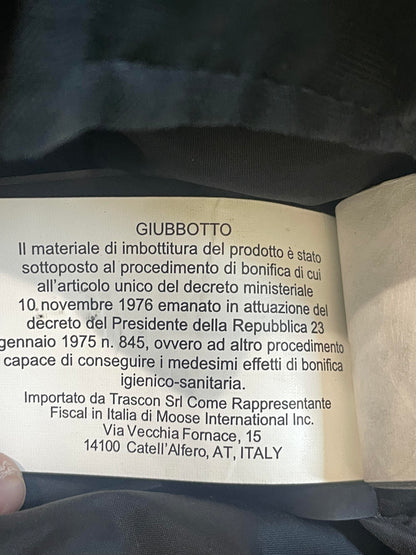 GIUBBOTTO
Il materiale di imbottitura del prodotto è stato
sottoposto al procedimento di bonifica di cui
all'articolo unico del decreto ministeriale
10 novembre 1976 emanato in attuazione del
decreto del Presidente della Repubblica 23
gennaio 1975 n. 845, ovvero ad altro procedimento
capace di conseguire i medesimi effetti di bonifica
igienico-sanitaria.
Importato da Trascon Srl Come Rappresentante
Fiscal in Italia di Moose International Inc.
Via Vecchia Fornace, 15
14100 Catell'Alfero, AT, ITALY